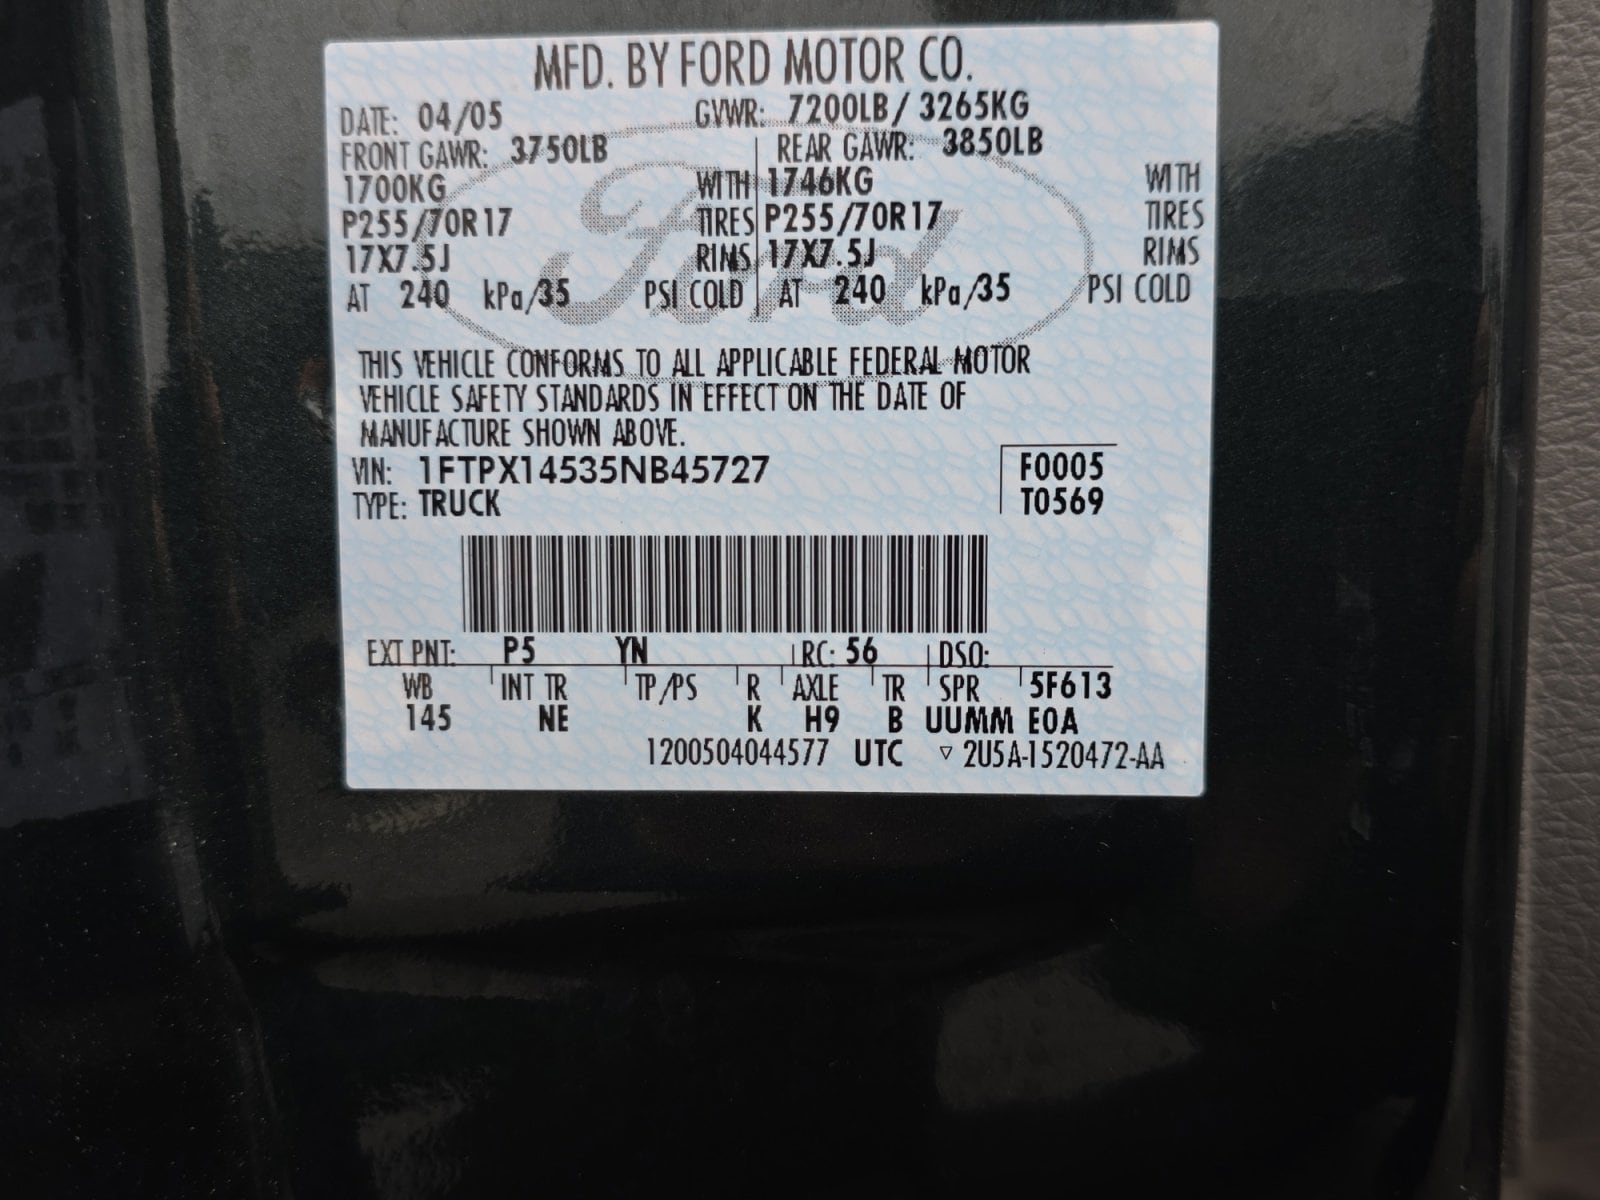 MFD. BY FORD MOTOR CO.
DATE: 04/05 GVWR: 7200LB / 3265KG
FRONT GAWR: 3750LB REAR GAWR: 3850LB
1700KG WITH 1746KG WITH
P255/70R17 TIRES P255/70R17 TIRES
17X7.5J RIMS 17X7.5J RIMS
AT 240 kPa/35 PSI COLD AT 240 kPa/35 PSI COLD
Ford
THIS VEHICLE CONFORMS TO ALL APPLICABLE FEDERAL MOTOR
VEHICLE SAFETY STANDARDS IN EFFECT ON THE DATE OF
MANUFACTURE SHOWN ABOVE.
VIN: 1FTPX14535NB45727 F0005
TYPE: TRUCK T0569
EXT PNT: P5 YN RC: 56 DSO:
WB INT TR TP/PS R AXLE TR SPR 5F613
145 NE K H9 B UUMM E0A
1200504044577 UTC ▽ 2U5A-1520472-AA